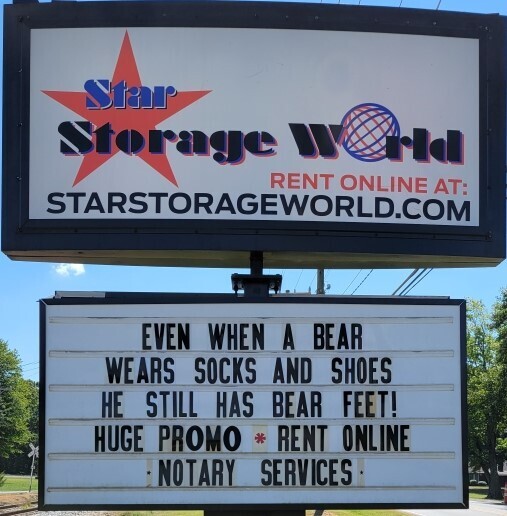 Star
Storage World
RENT ONLINE AT:
STARSTORAGEWORLD.COM
EVEN WHEN A BEAR
WEARS SOCKS AND SHOES
HE STILL HAS BEAR FEET!
HUGE PROMO * RENT ONLINE
NOTARY SERVICES